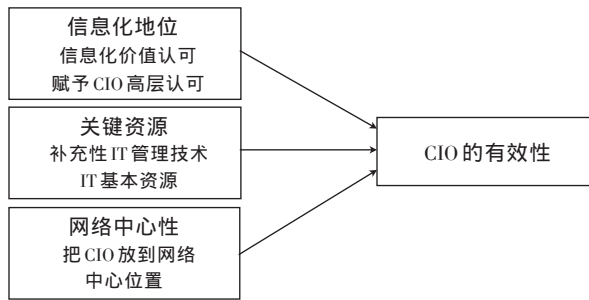 信息化地位
信息化价值认可
赋予CIO高层认可
关键资源
补充性IT管理技术
IT基本资源
网络中心性
把CIO放到网络
中心位置
CIO的有效性